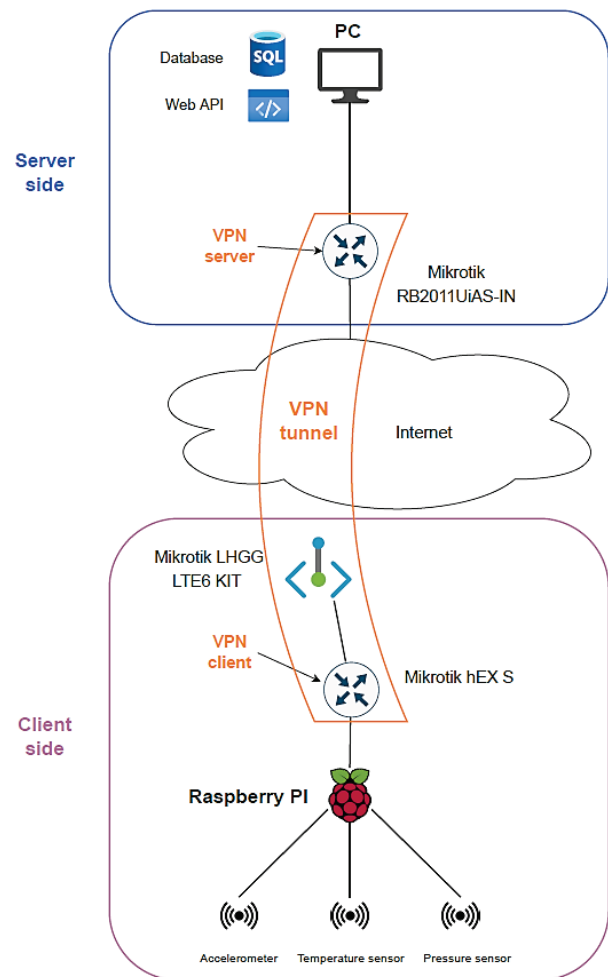 PC
Database
SQL
Web API
</>
Server
side
VPN
server
Mikrotik
RB2011UiAS-IN
VPN
tunnel
Internet
Mikrotik LHGG
LTE6 KIT
VPN
client
Mikrotik hEX S
Client
side
Raspberry PI
Accelerometer
Temperature sensor
Pressure sensor